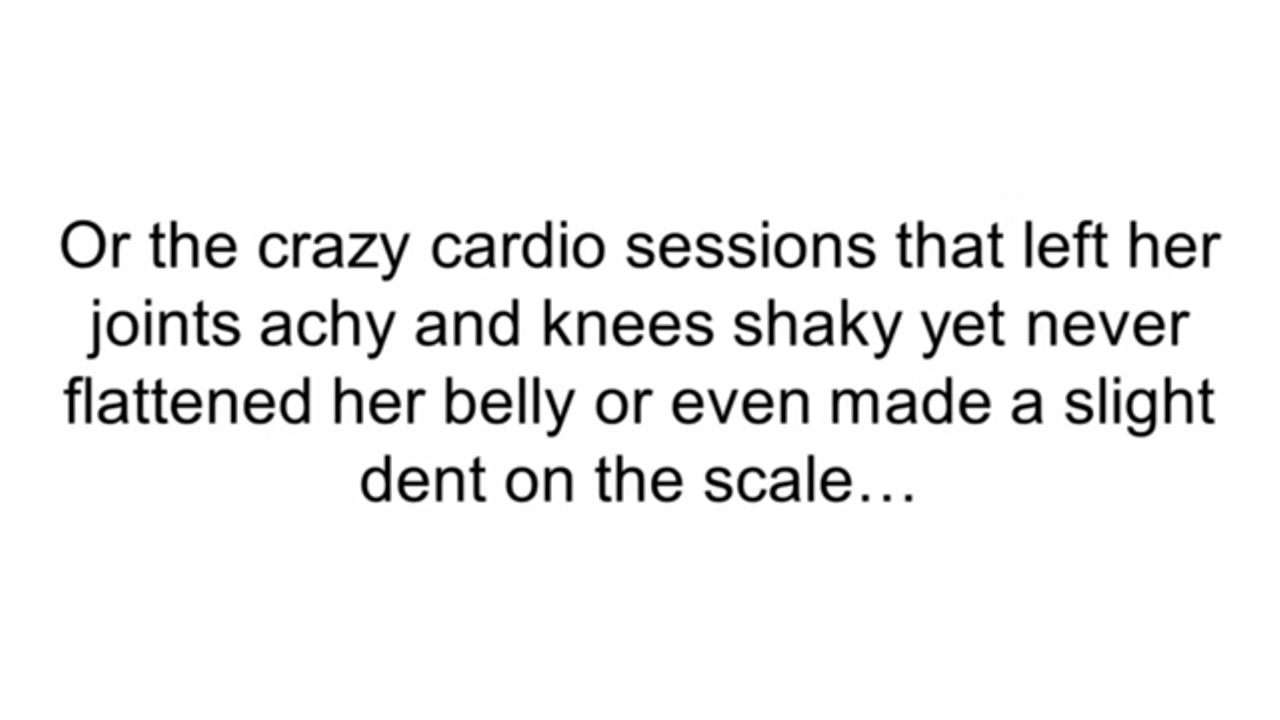 Or the crazy cardio sessions that left her
joints achy and knees shaky yet never
flattened her belly or even made a slight
dent on the scale…